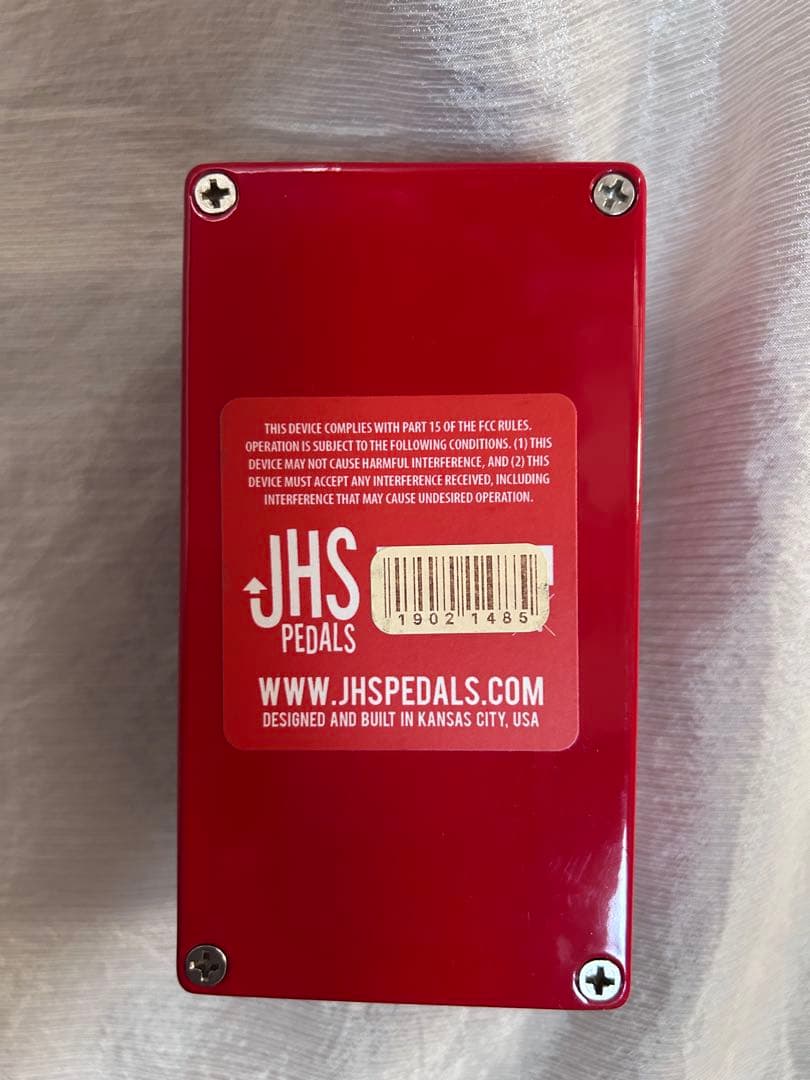 THIS DEVICE COMPLIES WITH PART 15 OF THE FCC RULES.
OPERATION IS SUBJECT TO THE FOLLOWING CONDITIONS. (1) THIS
DEVICE MAY NOT CAUSE HARMFUL INTERFERENCE, AND (2) THIS
DEVICE MUST ACCEPT ANY INTERFERENCE RECEIVED, INCLUDING
INTERFERENCE THAT MAY CAUSE UNDESIRED OPERATION.
JHS
PEDALS
1902 1485
WWW.JHSPEDALS.COM
DESIGNED AND BUILT IN KANSAS CITY, USA